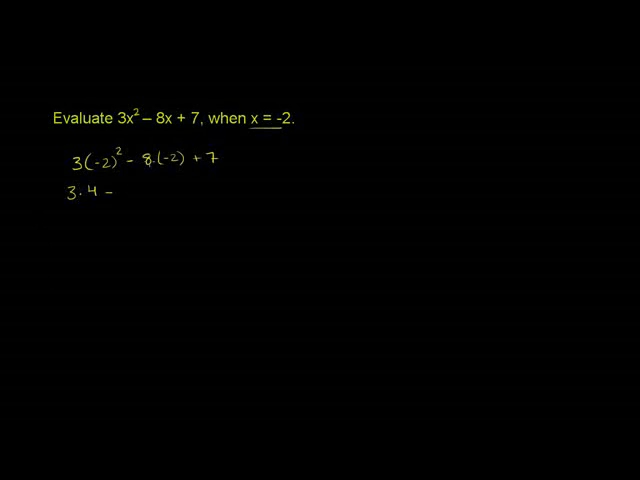 Evaluate 3x² – 8x + 7, when x = -2.
3(-2)² - 8·(-2) + 7
3·4 -